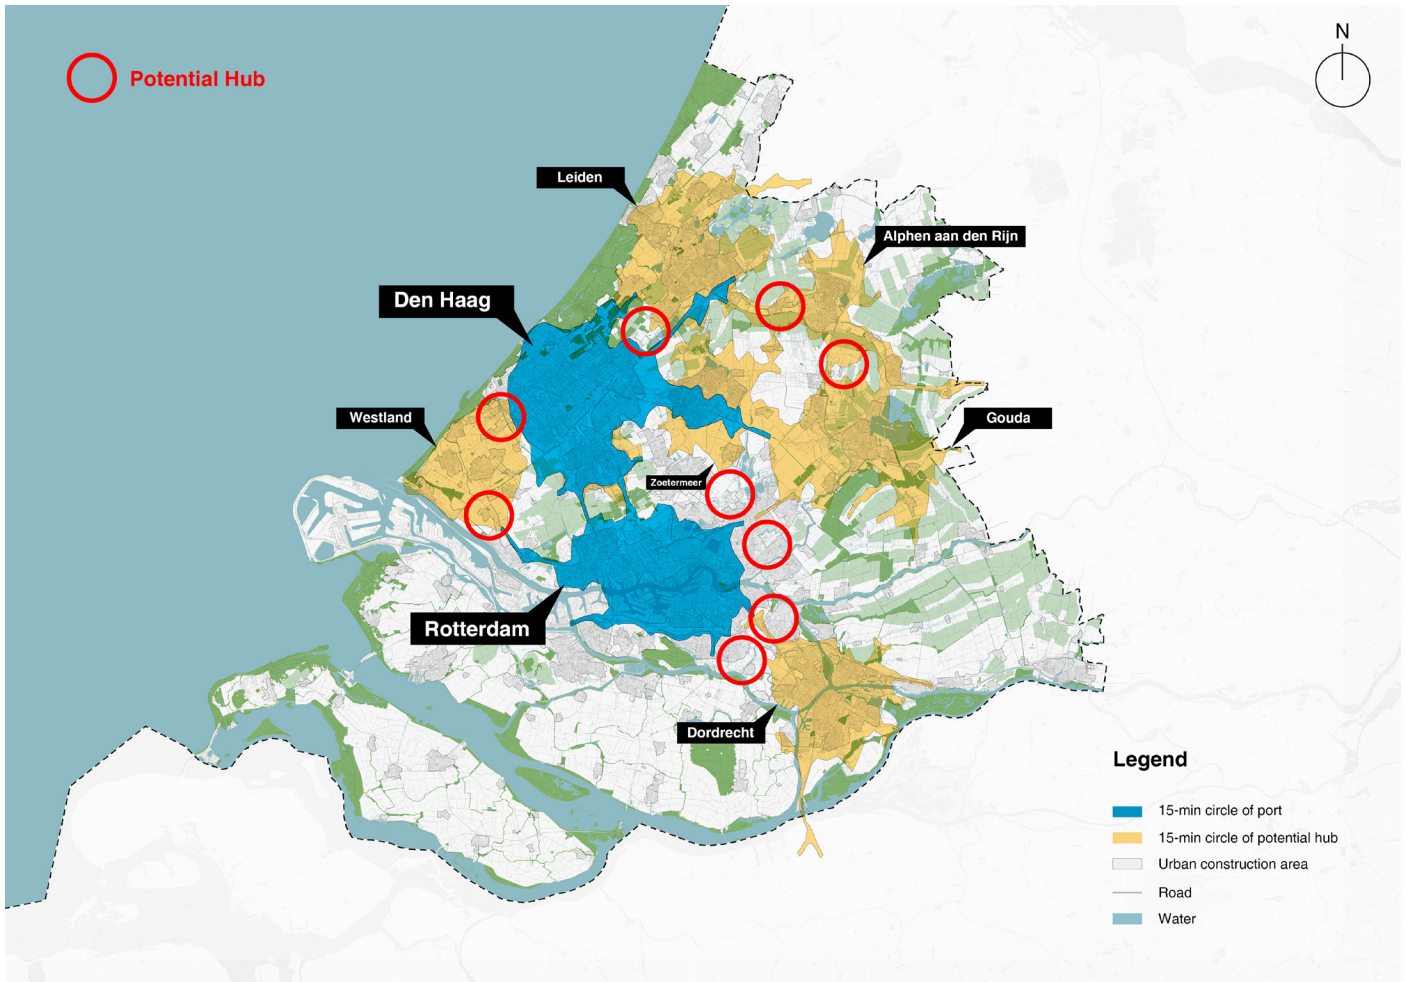 N
Potential Hub
Leiden
Alphen aan den Rijn
Den Haag
Westland
Gouda
Zoetermeer
Rotterdam
Dordrecht
Legend
15-min circle of port
15-min circle of potential hub
Urban construction area
Road
Water